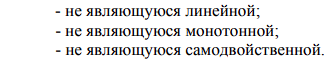 - не являющуюся линейной;
- не являющуюся монотонной;
- не являющуюся самодвойственной.